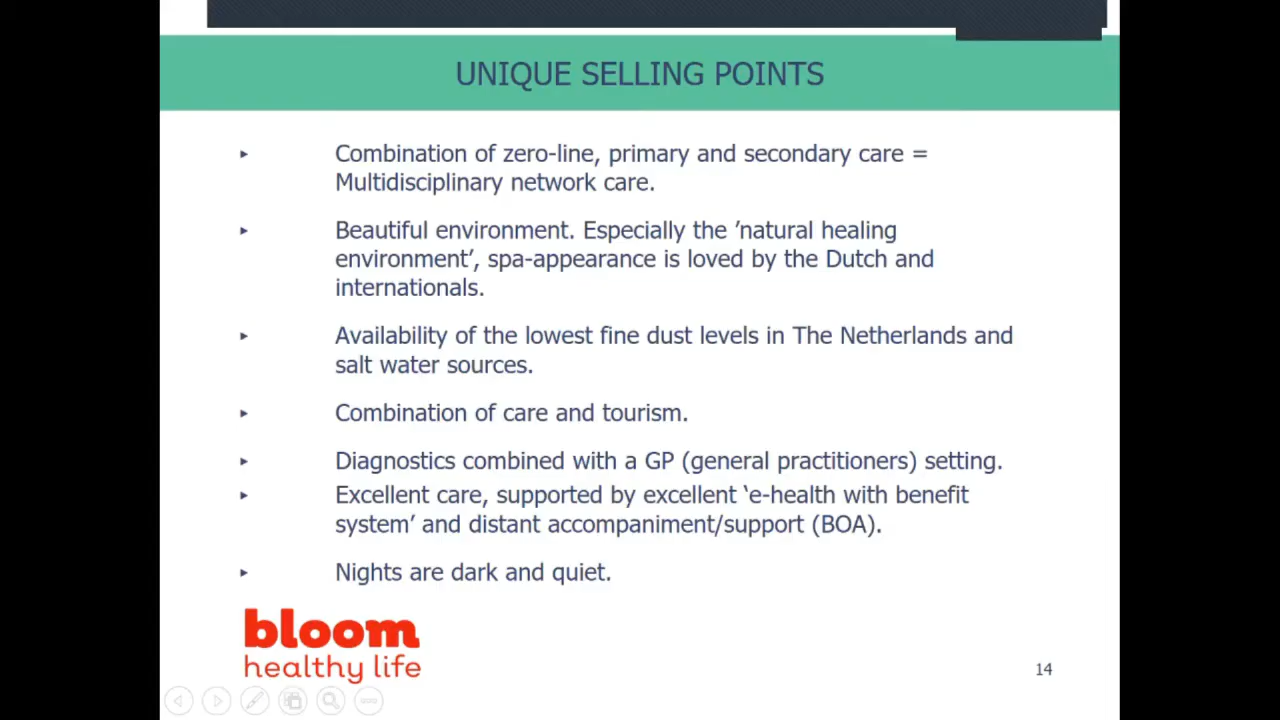 UNIQUE SELLING POINTS
Combination of zero-line, primary and secondary care =
Multidisciplinary network care.
Beautiful environment. Especially the ’natural healing
environment’, spa-appearance is loved by the Dutch and
internationals.
Availability of the lowest fine dust levels in The Netherlands and
salt water sources.
Combination of care and tourism.
Diagnostics combined with a GP (general practitioners) setting.
Excellent care, supported by excellent ‘e-health with benefit
system’ and distant accompaniment/support (BOA).
Nights are dark and quiet.
bloom
healthy life
14